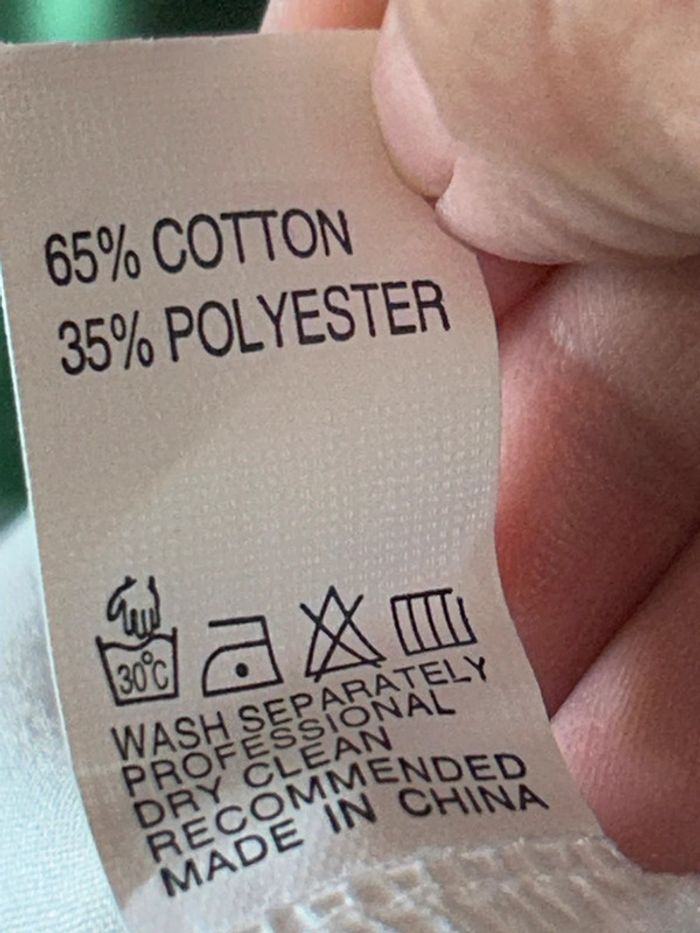 65% COTTON
35% POLYESTER
30°C
WASH SEPARATELY
PROFESSIONAL
DRY CLEAN
RECOMMENDED
MADE IN CHINA